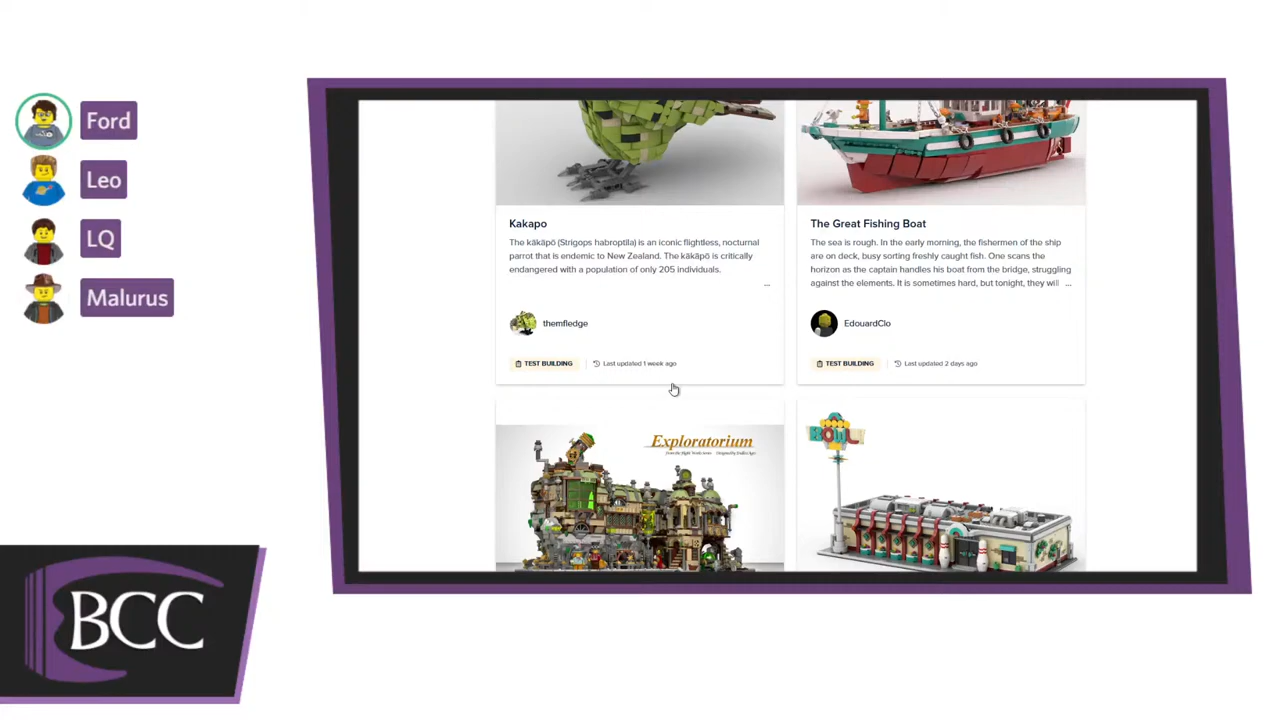 Ford
Leo
LQ
Malurus
BCC
Kakapo
The kākāpō (Strigops habroptila) is an iconic flightless, nocturnal
parrot that is endemic to New Zealand. The kākāpō is critically
endangered with a population of only 205 individuals.
...
themfledge
TEST BUILDING
Last updated 1 week ago
The Great Fishing Boat
The sea is rough. In the early morning, the fishermen of the ship
are on deck, busy sorting freshly caught fish. One scans the
horizon as the captain handles his boat from the bridge, struggling
against the elements. It is sometimes hard, but tonight, they will ...
EdouardClo
TEST BUILDING
Last updated 2 days ago
Exploratorium
BOWL